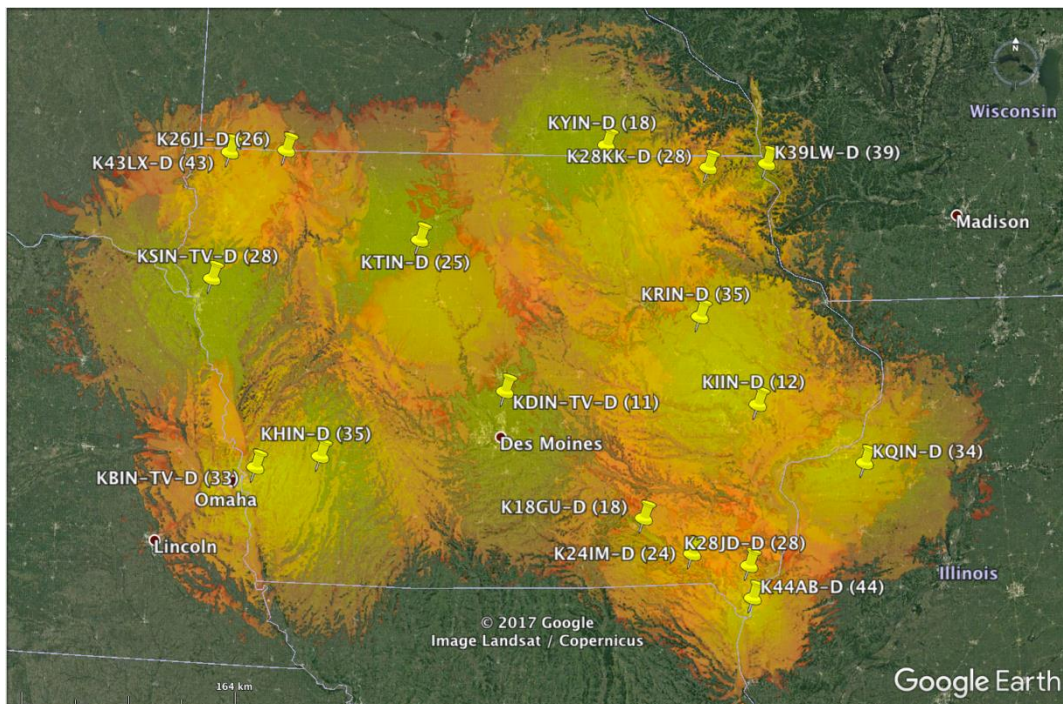 N
Wisconsin
KYIN-D (18)
K26JI-D (26)
K28KK-D (28)
K39LW-D (39)
K43LX-D (43)
Madison
KSIN-TV-D (28)
KTIN-D (25)
KRIN-D (35)
KIIN-D (12)
KDIN-TV-D (11)
KHIN-D (35)
Des Moines
KQIN-D (34)
KBIN-TV-D (33)
Omaha
K18GU-D (18)
Lincoln
K24IM-D (24)
K28JD-D (28)
Illinois
K44AB-D (44)
© 2017 Google
Image Landsat / Copernicus
164 km
Google Earth